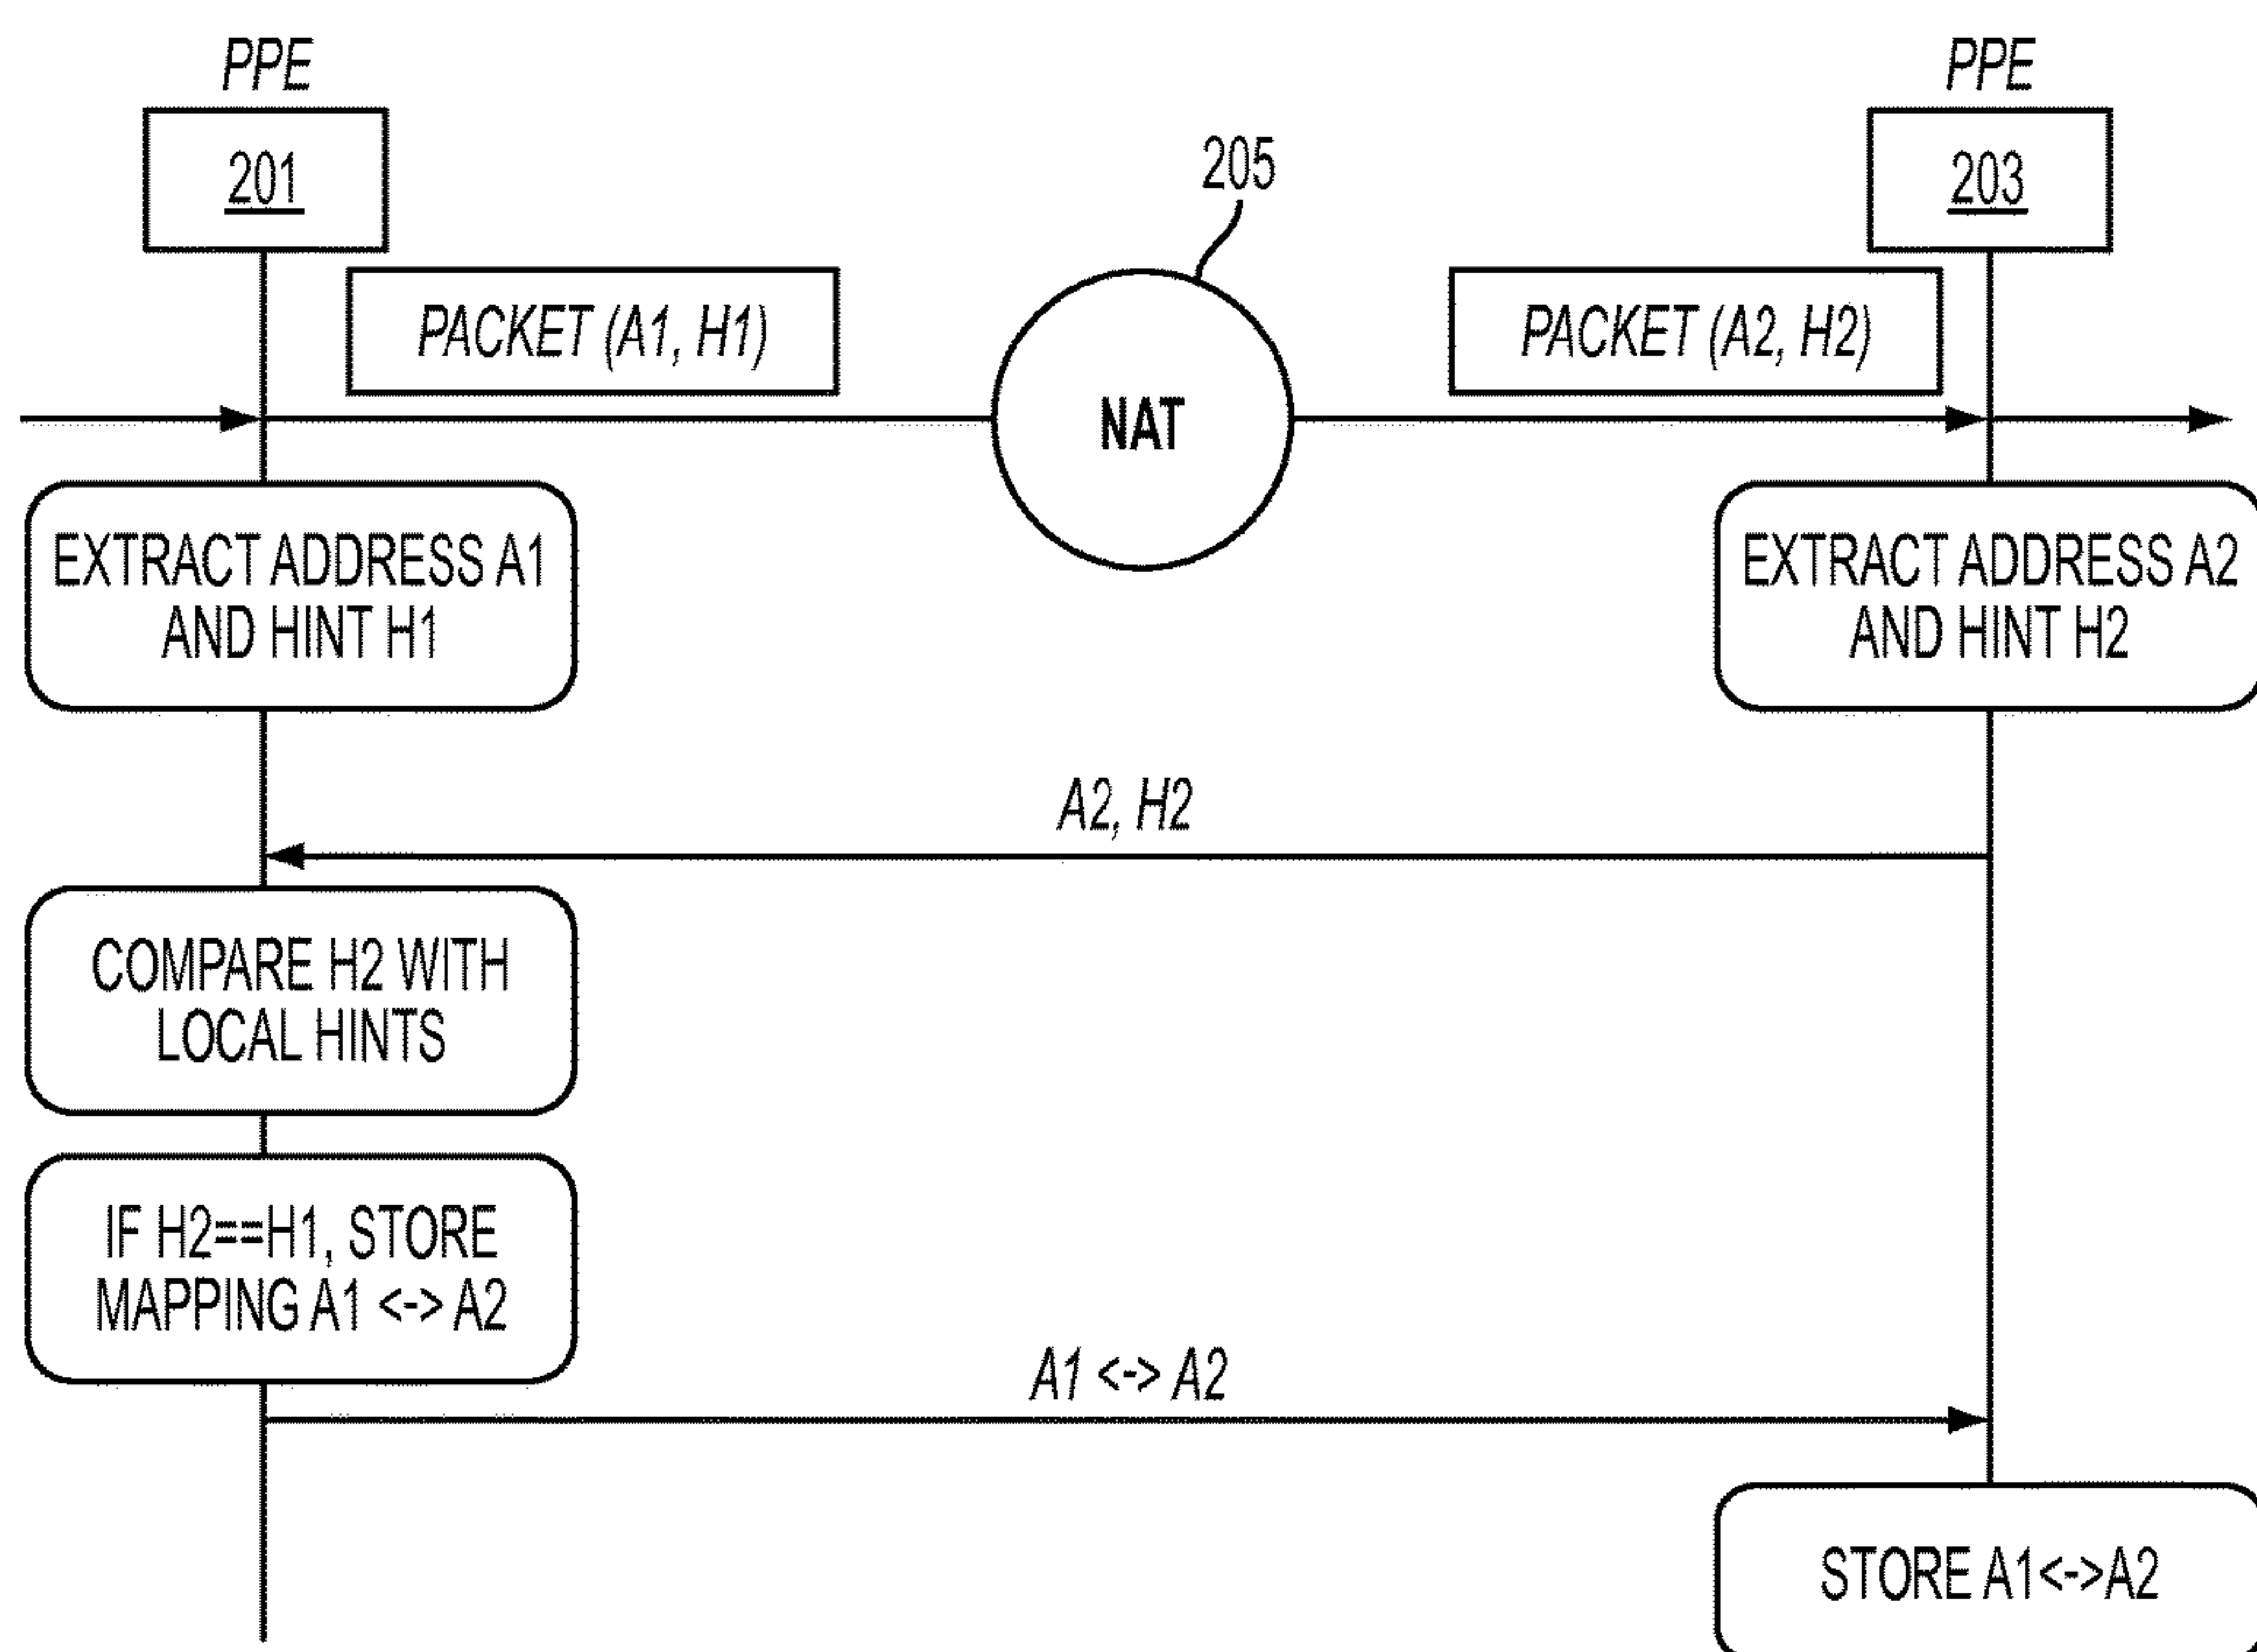 PPE
PPE
201
205
203
PACKET (A1, H1)
PACKET (A2, H2)
NAT
EXTRACT ADDRESS A1
AND HINT H1
EXTRACT ADDRESS A2
AND HINT H2
A2, H2
COMPARE H2 WITH
LOCAL HINTS
IF H2==H1, STORE
MAPPING A1 <-> A2
A1 <-> A2
STORE A1<->A2